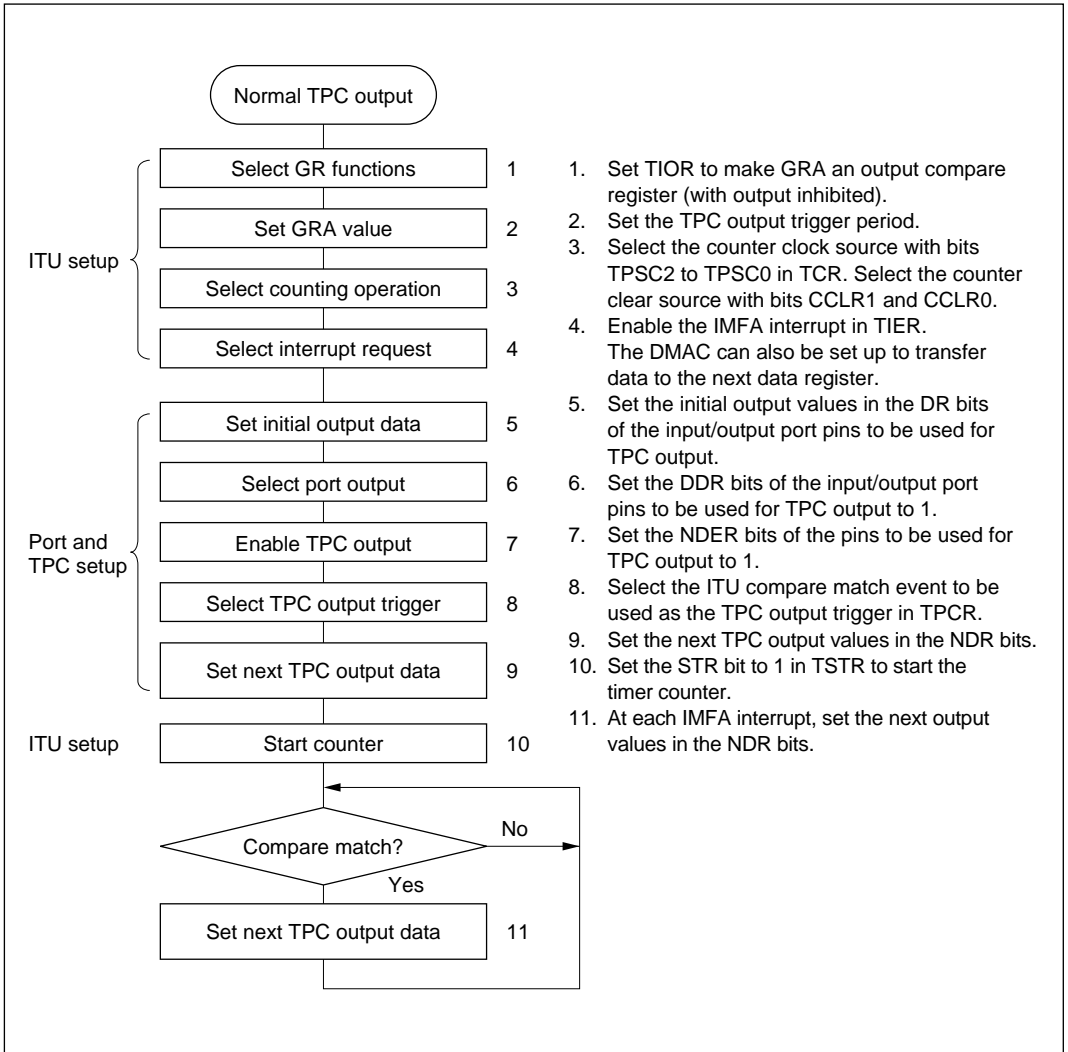 Normal TPC output
Select GR functions
1
Set GRA value
2
ITU setup
Select counting operation
3
Select interrupt request
4
Set initial output data
5
Select port output
6
Port and
TPC setup
Enable TPC output
7
Select TPC output trigger
8
Set next TPC output data
9
ITU setup
Start counter
10
Compare match?
No
Yes
Set next TPC output data
11
1. Set TIOR to make GRA an output compare
register (with output inhibited).
2. Set the TPC output trigger period.
3. Select the counter clock source with bits
TPSC2 to TPSC0 in TCR. Select the counter
clear source with bits CCLR1 and CCLR0.
4. Enable the IMFA interrupt in TIER.
The DMAC can also be set up to transfer
data to the next data register.
5. Set the initial output values in the DR bits
of the input/output port pins to be used for
TPC output.
6. Set the DDR bits of the input/output port
pins to be used for TPC output to 1.
7. Set the NDER bits of the pins to be used for
TPC output to 1.
8. Select the ITU compare match event to be
used as the TPC output trigger in TPCR.
9. Set the next TPC output values in the NDR bits.
10. Set the STR bit to 1 in TSTR to start the
timer counter.
11. At each IMFA interrupt, set the next output
values in the NDR bits.